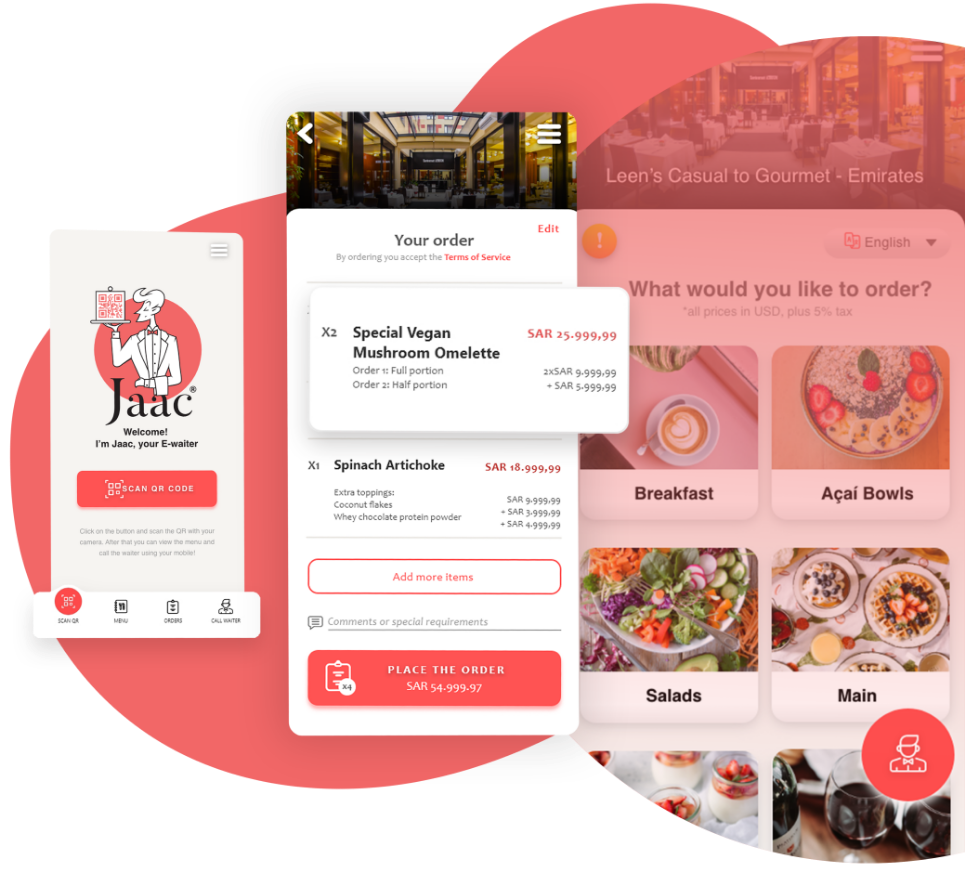 Jaac®
Welcome!
I'm Jaac, your E-waiter
SCAN QR CODE
Click on the button and scan the QR with your
camera. After that you can view the menu and
call the waiter using your mobile!
SCAN QR
MENU
ORDERS
CALL WAITER
Edit
Your order
By ordering you accept the Terms of Service
X2 Special Vegan SAR 25.999,99
Mushroom Omelette
Order 1: Full portion 2xSAR 9.999,99
Order 2: Half portion + SAR 5.999,99
X1 Spinach Artichoke SAR 18.999,99
Extra toppings:
Coconut flakes SAR 9.999,99
Whey chocolate protein powder + SAR 3.999,99
+ SAR 4.999,99
Add more items
Comments or special requirements
PLACE THE ORDER
X4 SAR 54.999.97
Leen's Casual to Gourmet - Emirates
! English
What would you like to order?
*all prices in USD, plus 5% tax
Breakfast
Açaí Bowls
Salads
Main